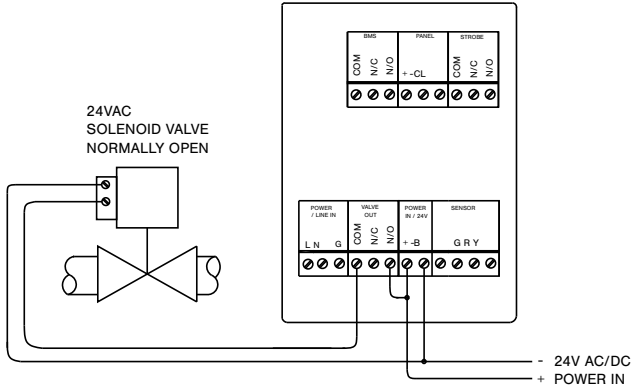 BMS PANEL STROBE
COM N/C N/O + -CL COM N/C N/O
24VAC
SOLENOID VALVE
NORMALLY OPEN
POWER / LINE IN
VALVE OUT
POWER IN / 24V
SENSOR
L N G COM N/C N/O + -B G R Y
- 24V AC/DC
+ POWER IN